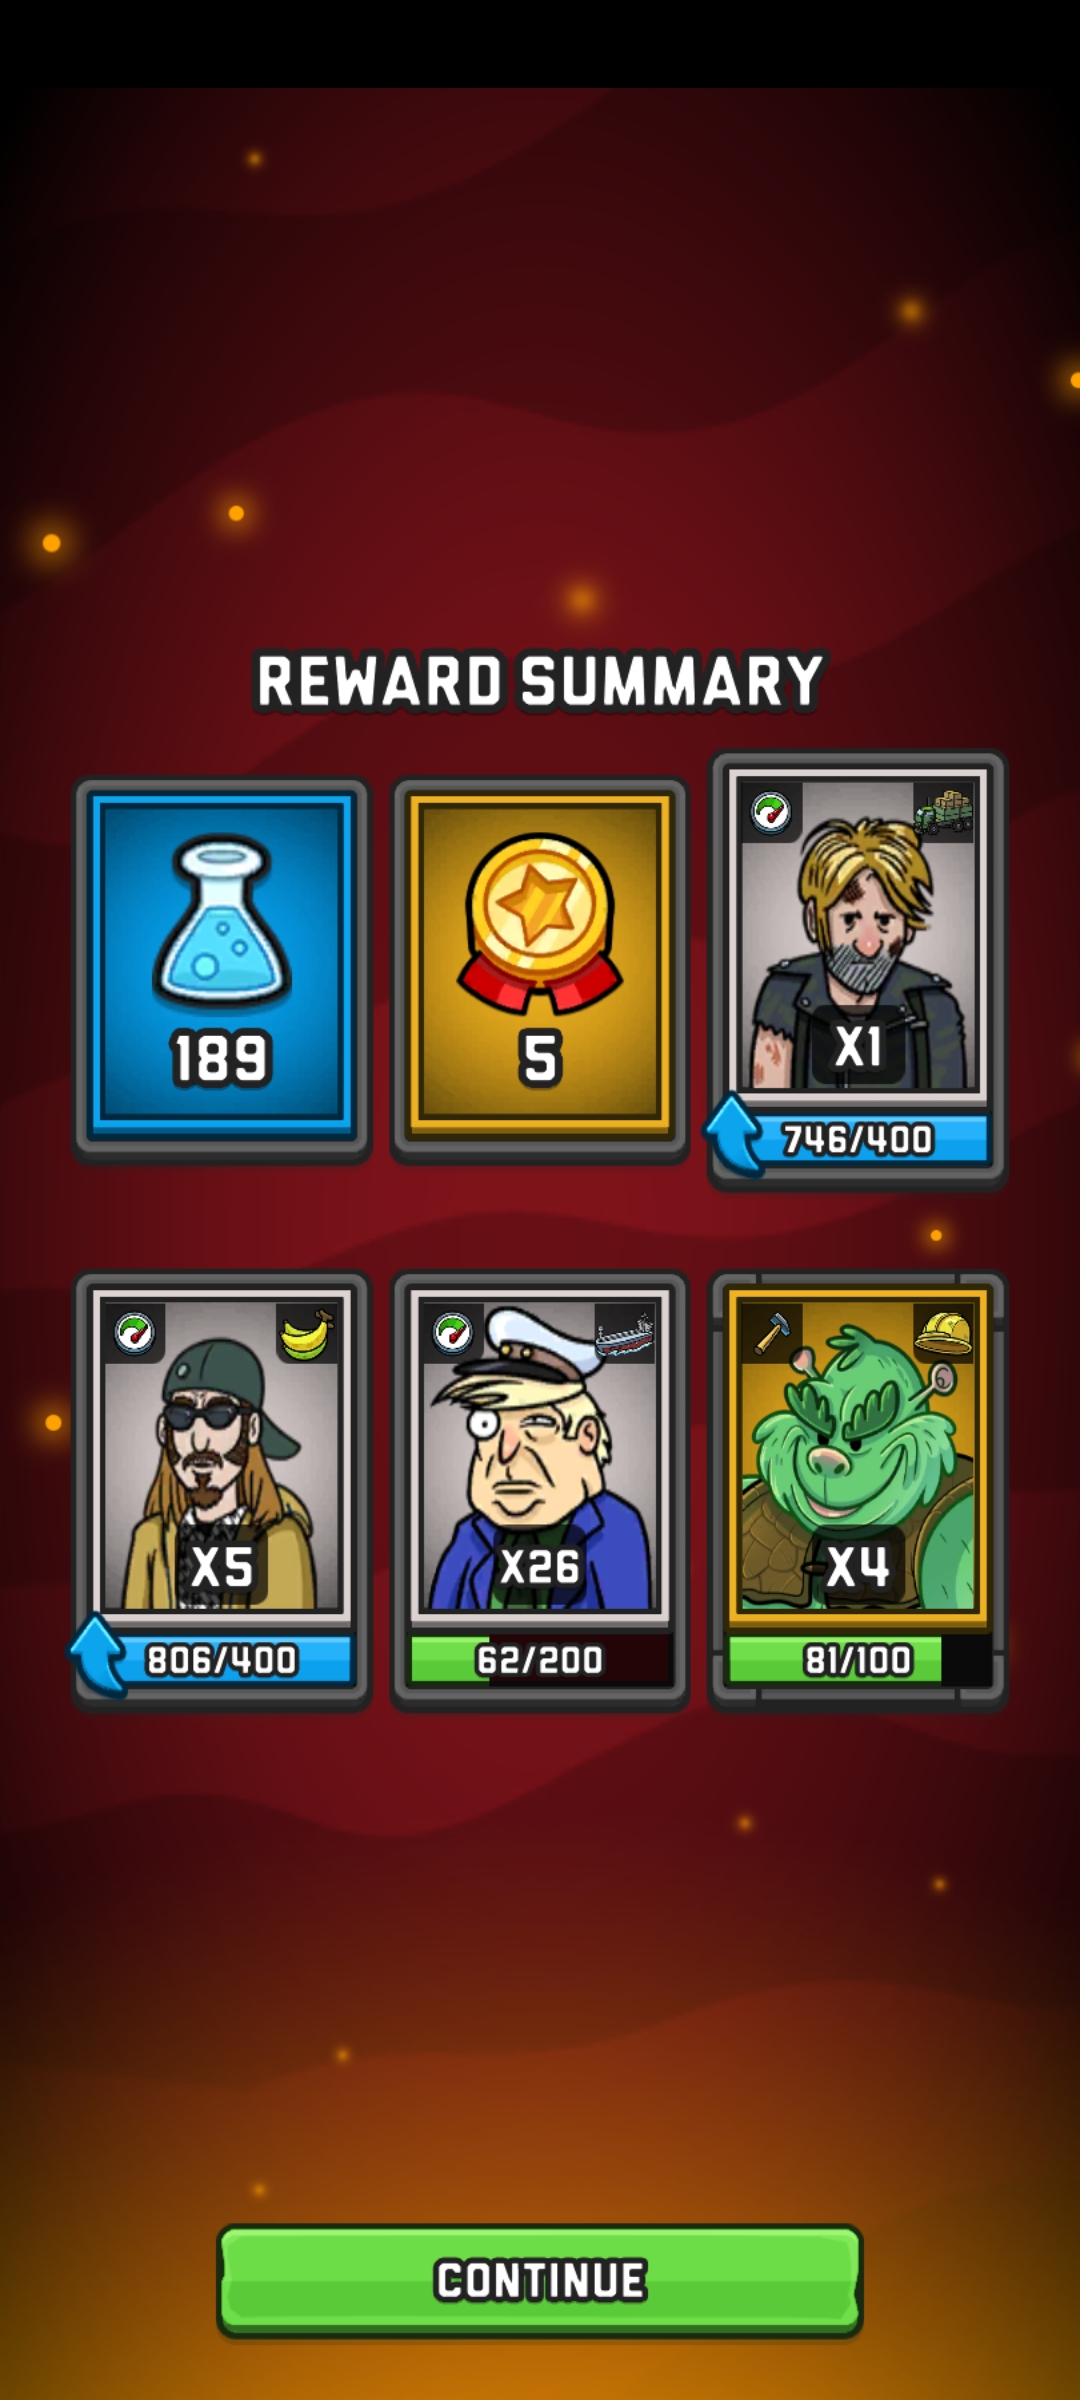 REWARD SUMMARY
189
5
X1
746/400
X5
806/400
X26
62/200
X4
81/100
CONTINUE